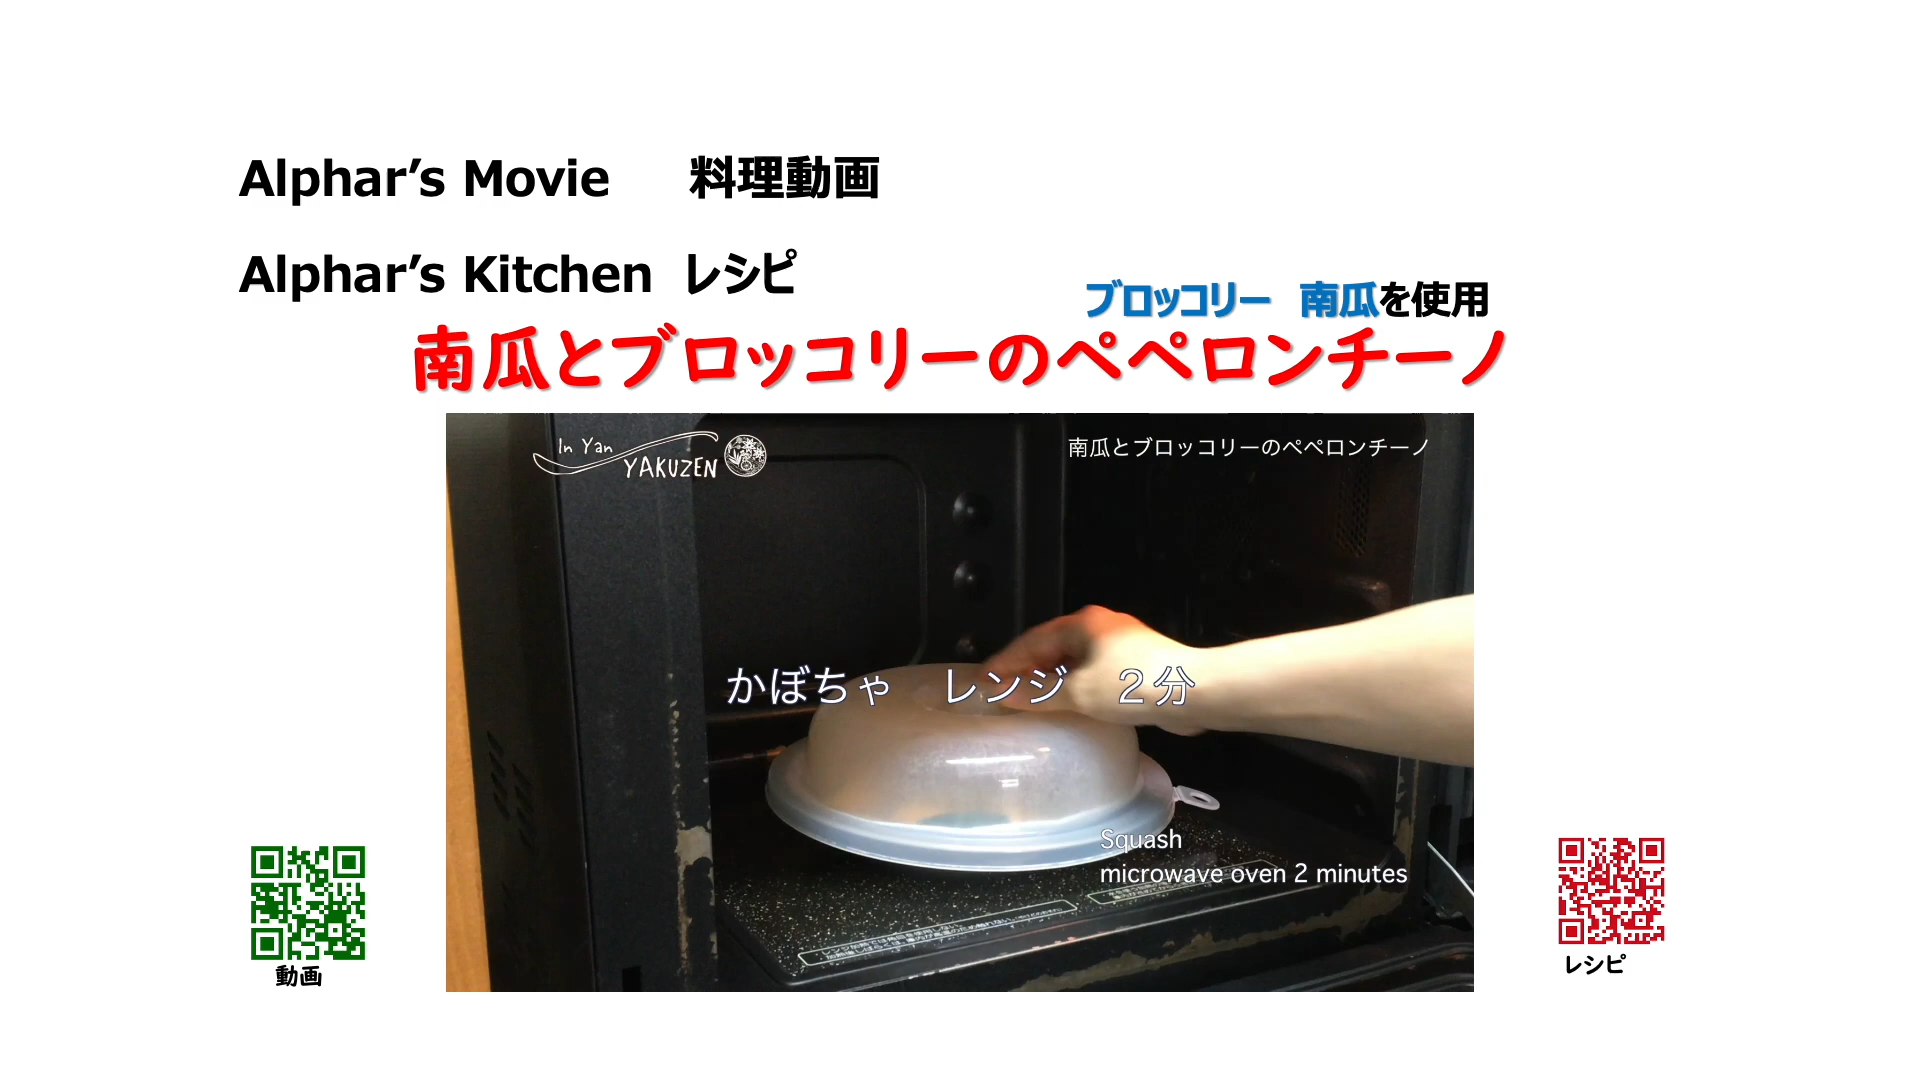 Alphar’s Movie　料理動画
Alphar’s Kitchen レシピ
ブロッコリー　南瓜を使用
南瓜とブロッコリーのペペロンチーノ
In Yan
YAKUZEN
南瓜とブロッコリーのペペロンチーノ
かぼちゃ　レンジ　２分
Squash
microwave oven 2 minutes
動画
レシピ